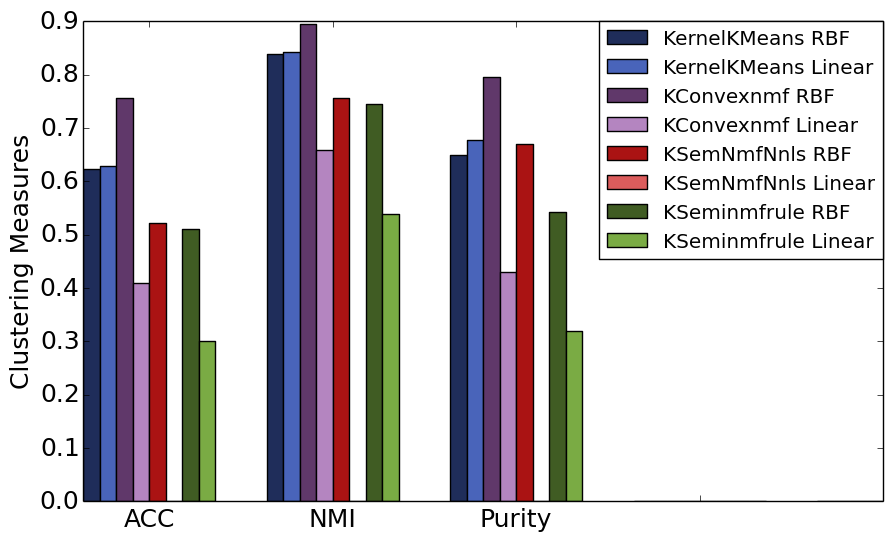 Clustering Measures
0.9
0.8
0.7
0.6
0.5
0.4
0.3
0.2
0.1
0.0
ACC NMI Purity
KernelKMeans RBF
KernelKMeans Linear
KConvexnmf RBF
KConvexnmf Linear
KSemNmfNnls RBF
KSemNmfNnls Linear
KSeminmfrule RBF
KSeminmfrule Linear